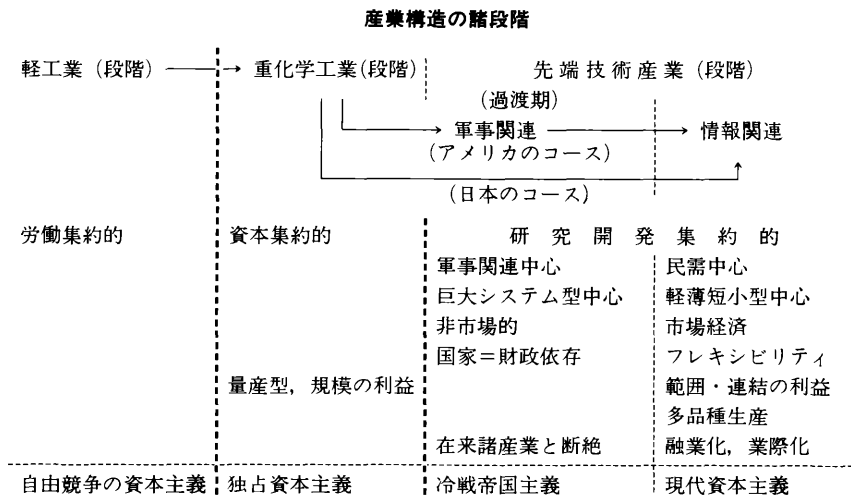 産業構造の諸段階
軽工業（段階） → 重化学工業（段階） 先端技術産業（段階）
（過渡期）
軍事関連 → 情報関連
（アメリカのコース）
（日本のコース）
労働集約的 資本集約的 研究開発集約的
軍事関連中心 民需中心
巨大システム型中心 軽薄短小型中心
非市場的 市場経済
国家＝財政依存 フレキシビリティ
量産型，規模の利益 範囲・連結の利益
多品種生産
在来諸産業と断絶 融業化，業際化
自由競争の資本主義 独占資本主義 冷戦帝国主義 現代資本主義